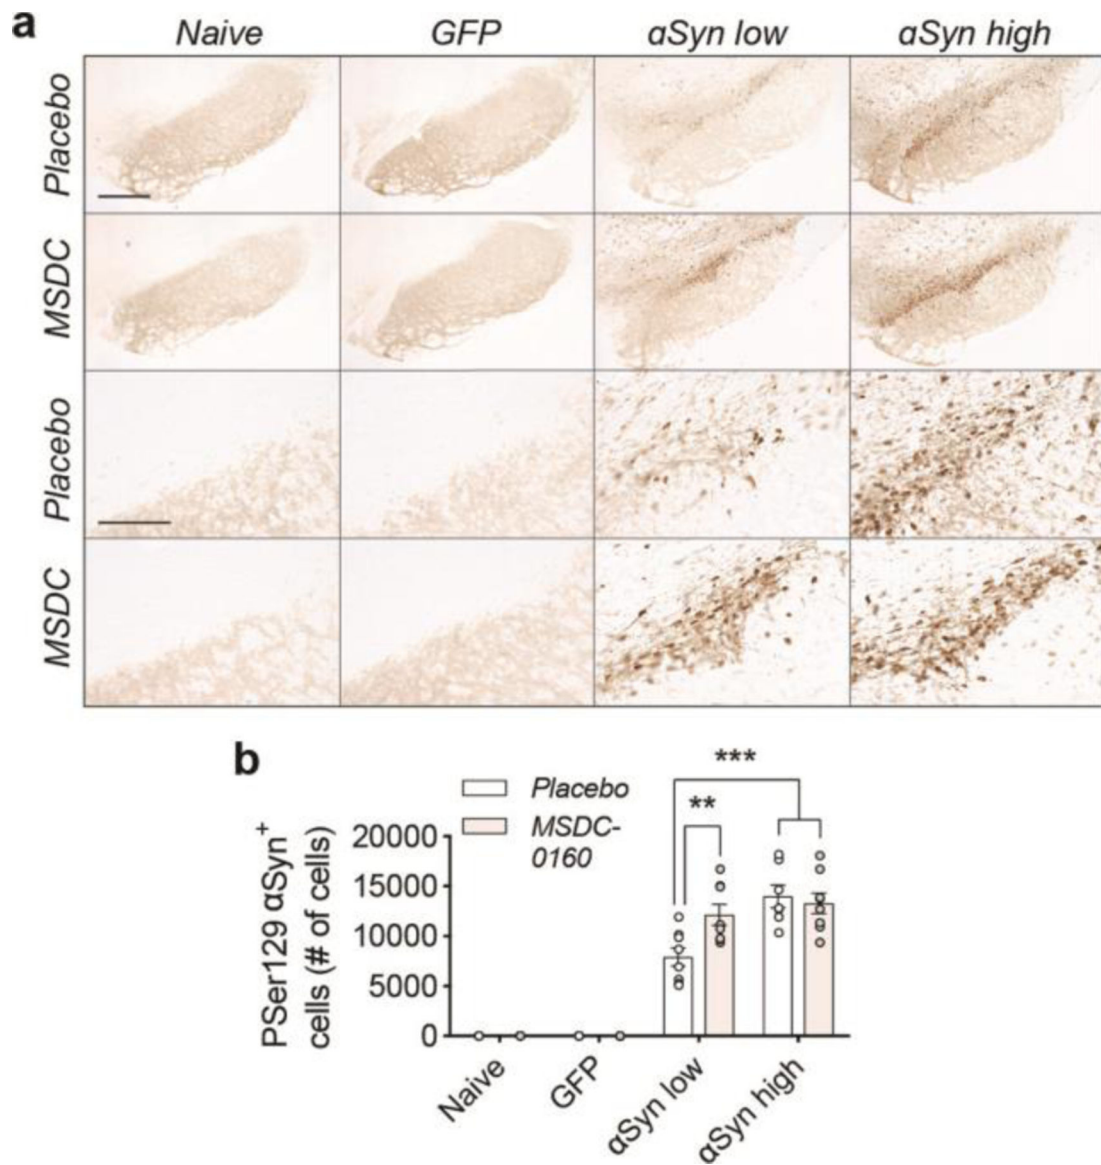 a
Naive GFP αSyn low αSyn high
Placebo
MSDC
Placebo
MSDC
b
***
**
Placebo
MSDC-
0160
PSer129 αSyn+
cells (# of cells)
20000
15000
10000
5000
0
Naive
GFP
αSyn low
αSyn high